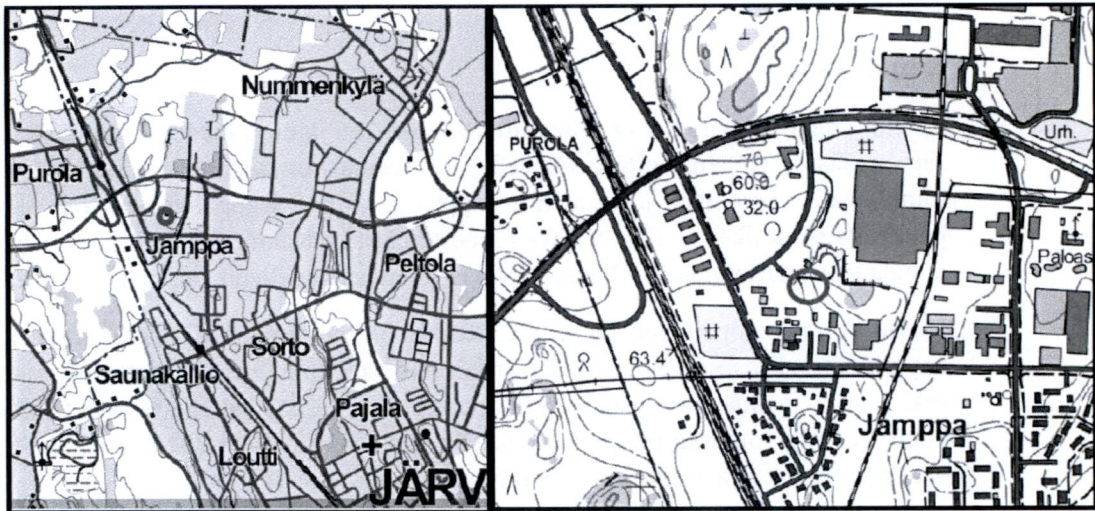 Nummenkylä
Purola
Jamppa
Peltola
Sorto
Saunakallio
Pajala
Loutti
JÄRV
PUROLA
70
60.0
32.0
63.4
Urh.
Paloas
Jamppa